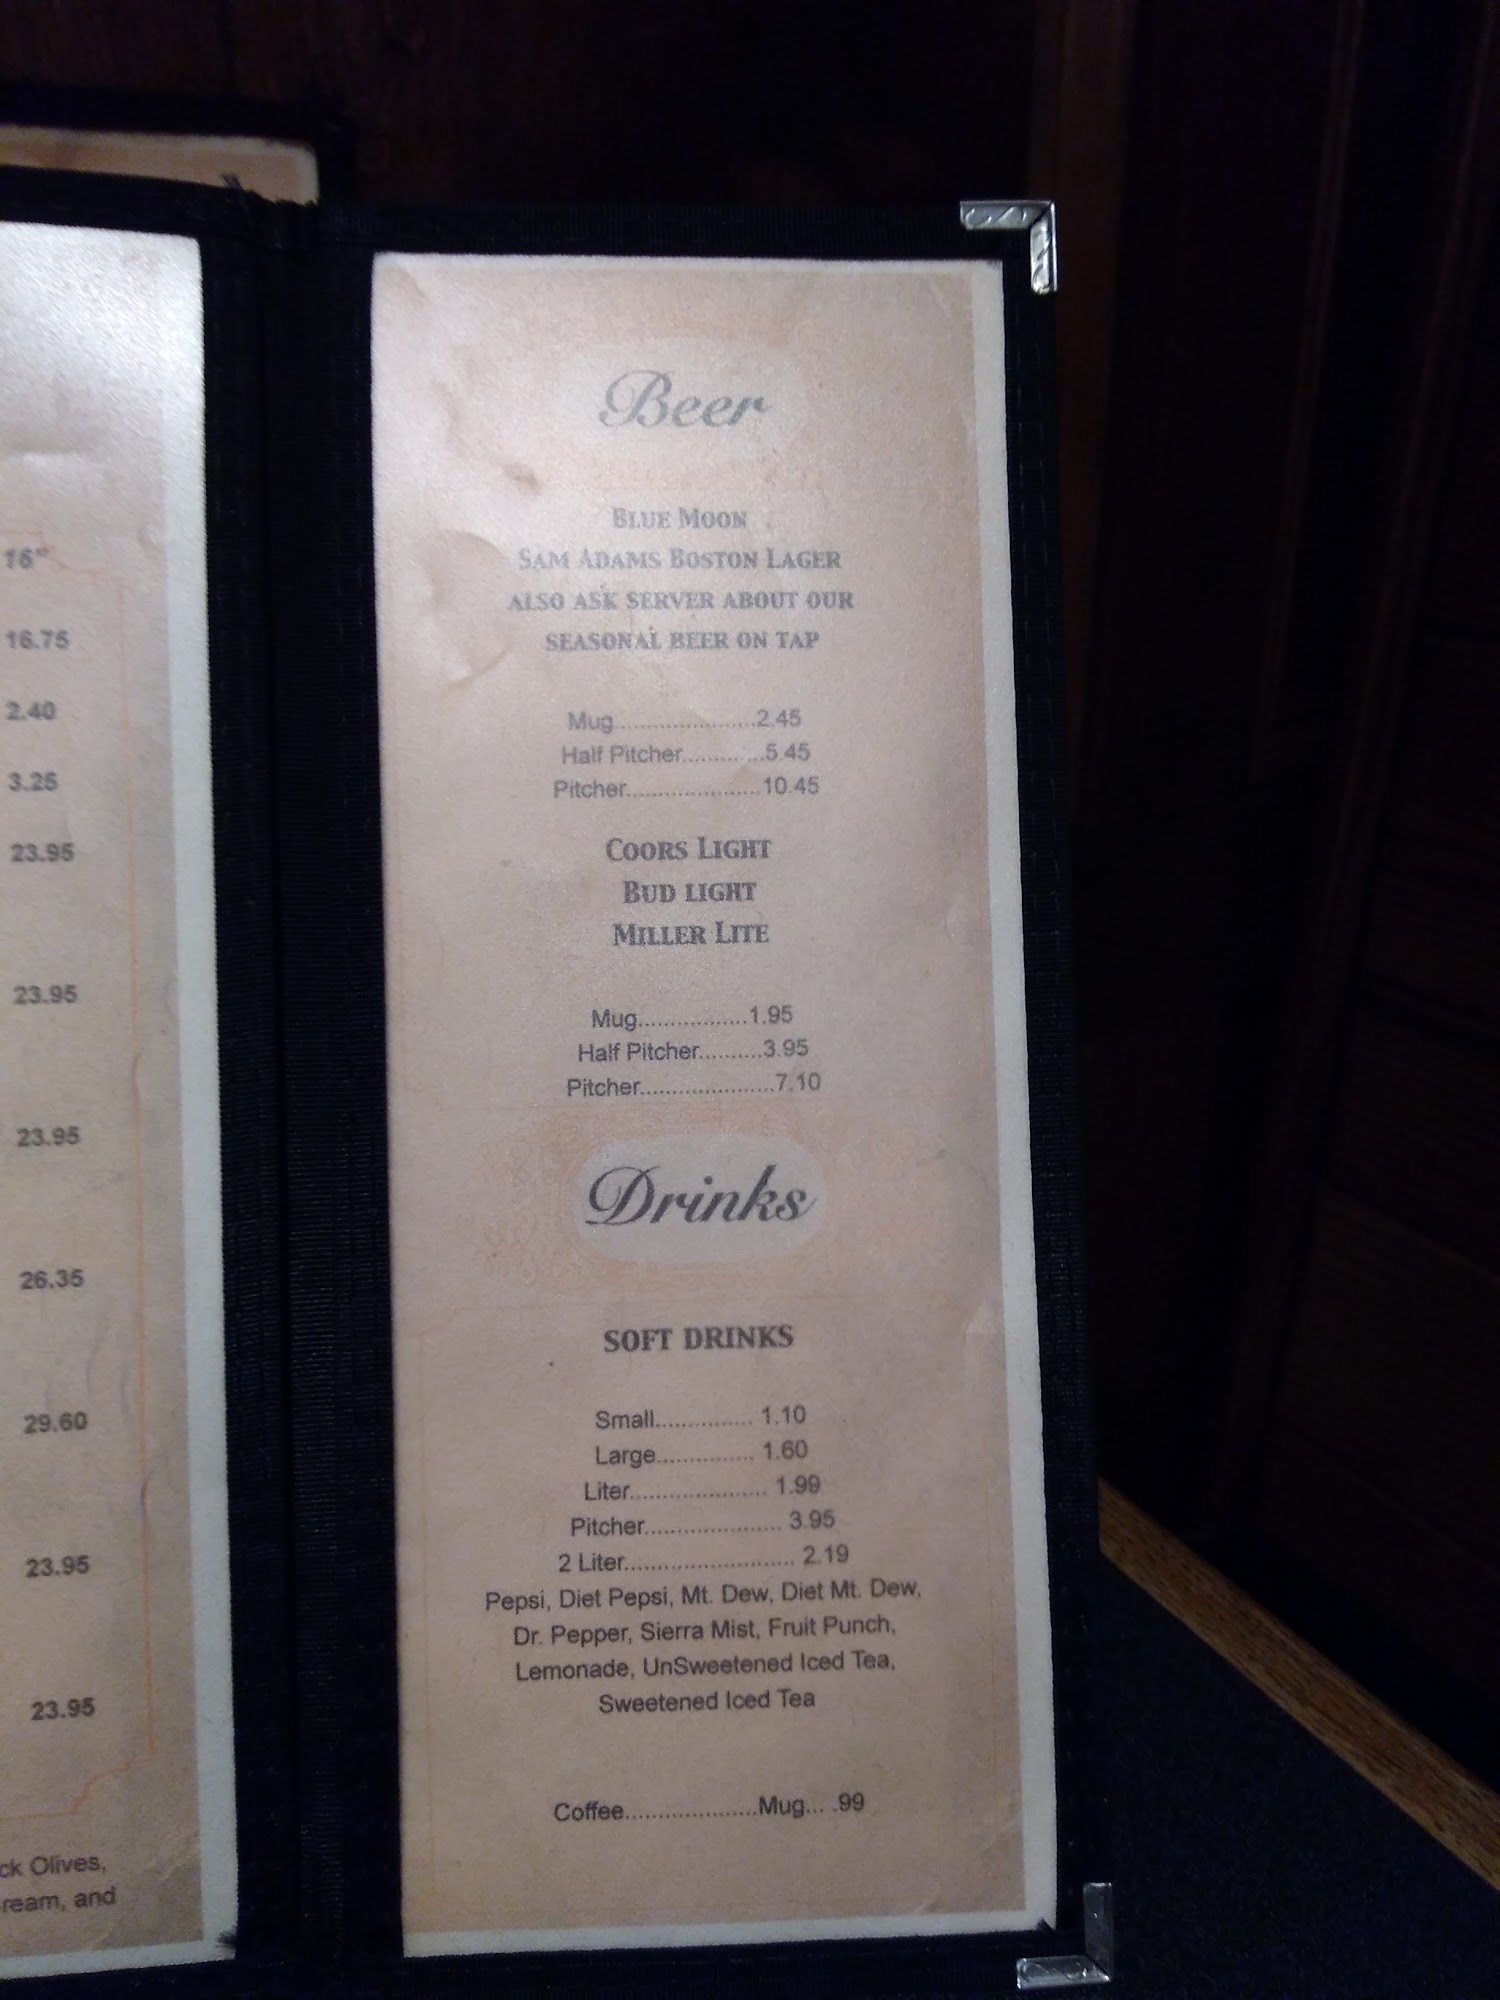 16"
16.75
2.40
3.25
23.95
23.95
23.95
26.35
29.60
23.95
23.95
ck Olives,
ream, and
Beer
BLUE MOON
SAM ADAMS BOSTON LAGER
ALSO ASK SERVER ABOUT OUR
SEASONAL BEER ON TAP
Mug......................2.45
Half Pitcher.............5.45
Pitcher.....................10.45
COORS LIGHT
BUD LIGHT
MILLER LITE
Mug.................1.95
Half Pitcher..........3.95
Pitcher.....................7.10
Drinks
SOFT DRINKS
Small............... 1.10
Large............... 1.60
Liter..................... 1.99
Pitcher..................... 3.95
2 Liter.......................... 2.19
Pepsi, Diet Pepsi, Mt. Dew, Diet Mt. Dew,
Dr. Pepper, Sierra Mist, Fruit Punch,
Lemonade, UnSweetened Iced Tea,
Sweetened Iced Tea
Coffee.....................Mug... .99